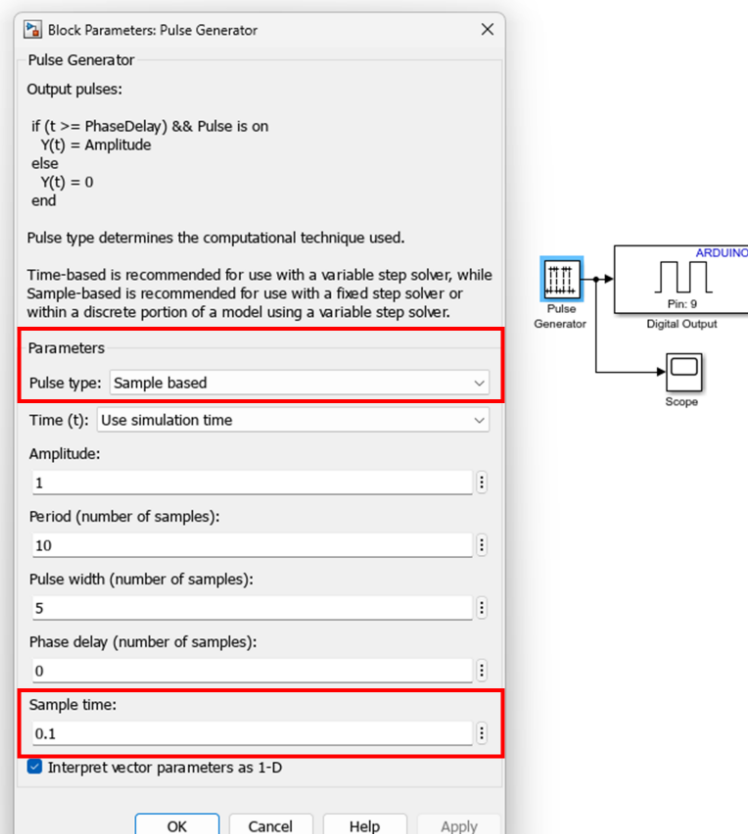 Block Parameters: Pulse Generator
Pulse Generator
Output pulses:
if (t >= PhaseDelay) && Pulse is on
Y(t) = Amplitude
else
Y(t) = 0
end
Pulse type determines the computational technique used.
Time-based is recommended for use with a variable step solver, while
Sample-based is recommended for use with a fixed step solver or
within a discrete portion of a model using a variable step solver.
Parameters
Pulse type: Sample based
Time (t): Use simulation time
Amplitude:
1
Period (number of samples):
10
Pulse width (number of samples):
5
Phase delay (number of samples):
0
Sample time:
0.1
Interpret vector parameters as 1-D
OK Cancel Help Apply
Pulse
Generator
ARDUINO
Pin: 9
Digital Output
Scope